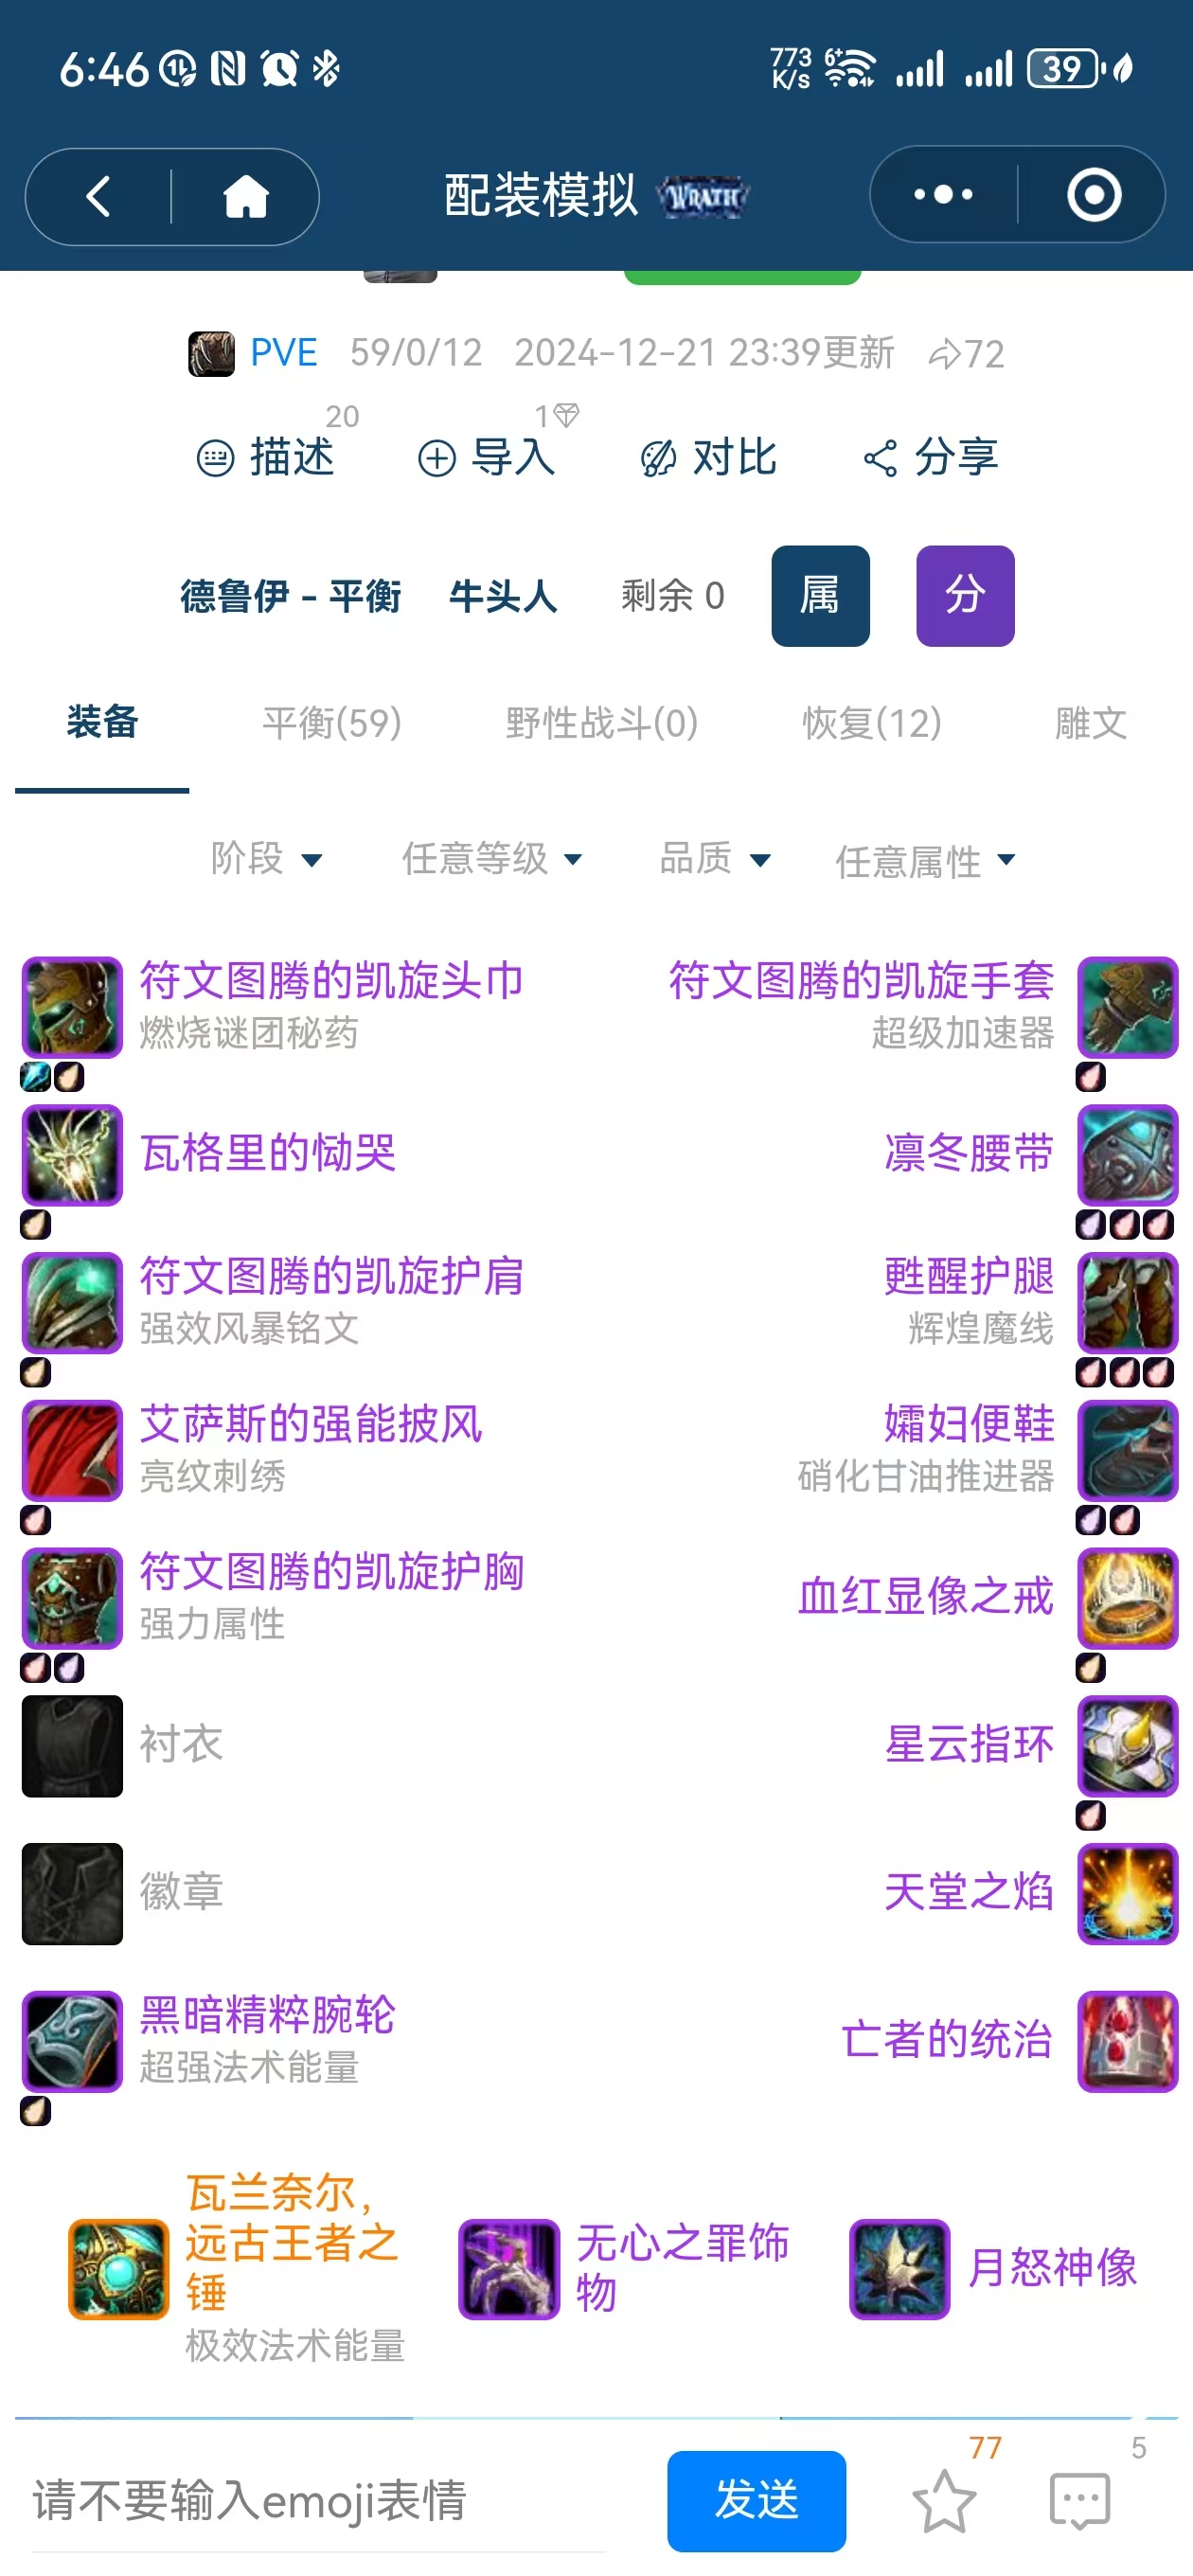 6:46
773 K/s 6+ 39
配装模拟 WRATH
PVE 59/0/12 2024-12-21 23:39更新 72
20 1
描述 导入 对比 分享
德鲁伊 - 平衡 牛头人 剩余 0 属 分
装备 平衡(59) 野性战斗(0) 恢复(12) 雕文
阶段 任意等级 品质 任意属性
符文图腾的凯旋头巾
燃烧谜团秘药
符文图腾的凯旋手套
超级加速器
瓦格里的恸哭
凛冬腰带
符文图腾的凯旋护肩
强效风暴铭文
甦醒护腿
辉煌魔线
艾萨斯的强能披风
亮纹刺绣
孀妇便鞋
硝化甘油推进器
符文图腾的凯旋护胸
强力属性
血红显像之戒
衬衣
星云指环
徽章
天堂之焰
黑暗精粹腕轮
超强法术能量
亡者的统治
瓦兰奈尔，
远古王者之
锤
极效法术能量
无心之罪饰
物
月怒神像
请不要输入emoji表情
发送
77
5